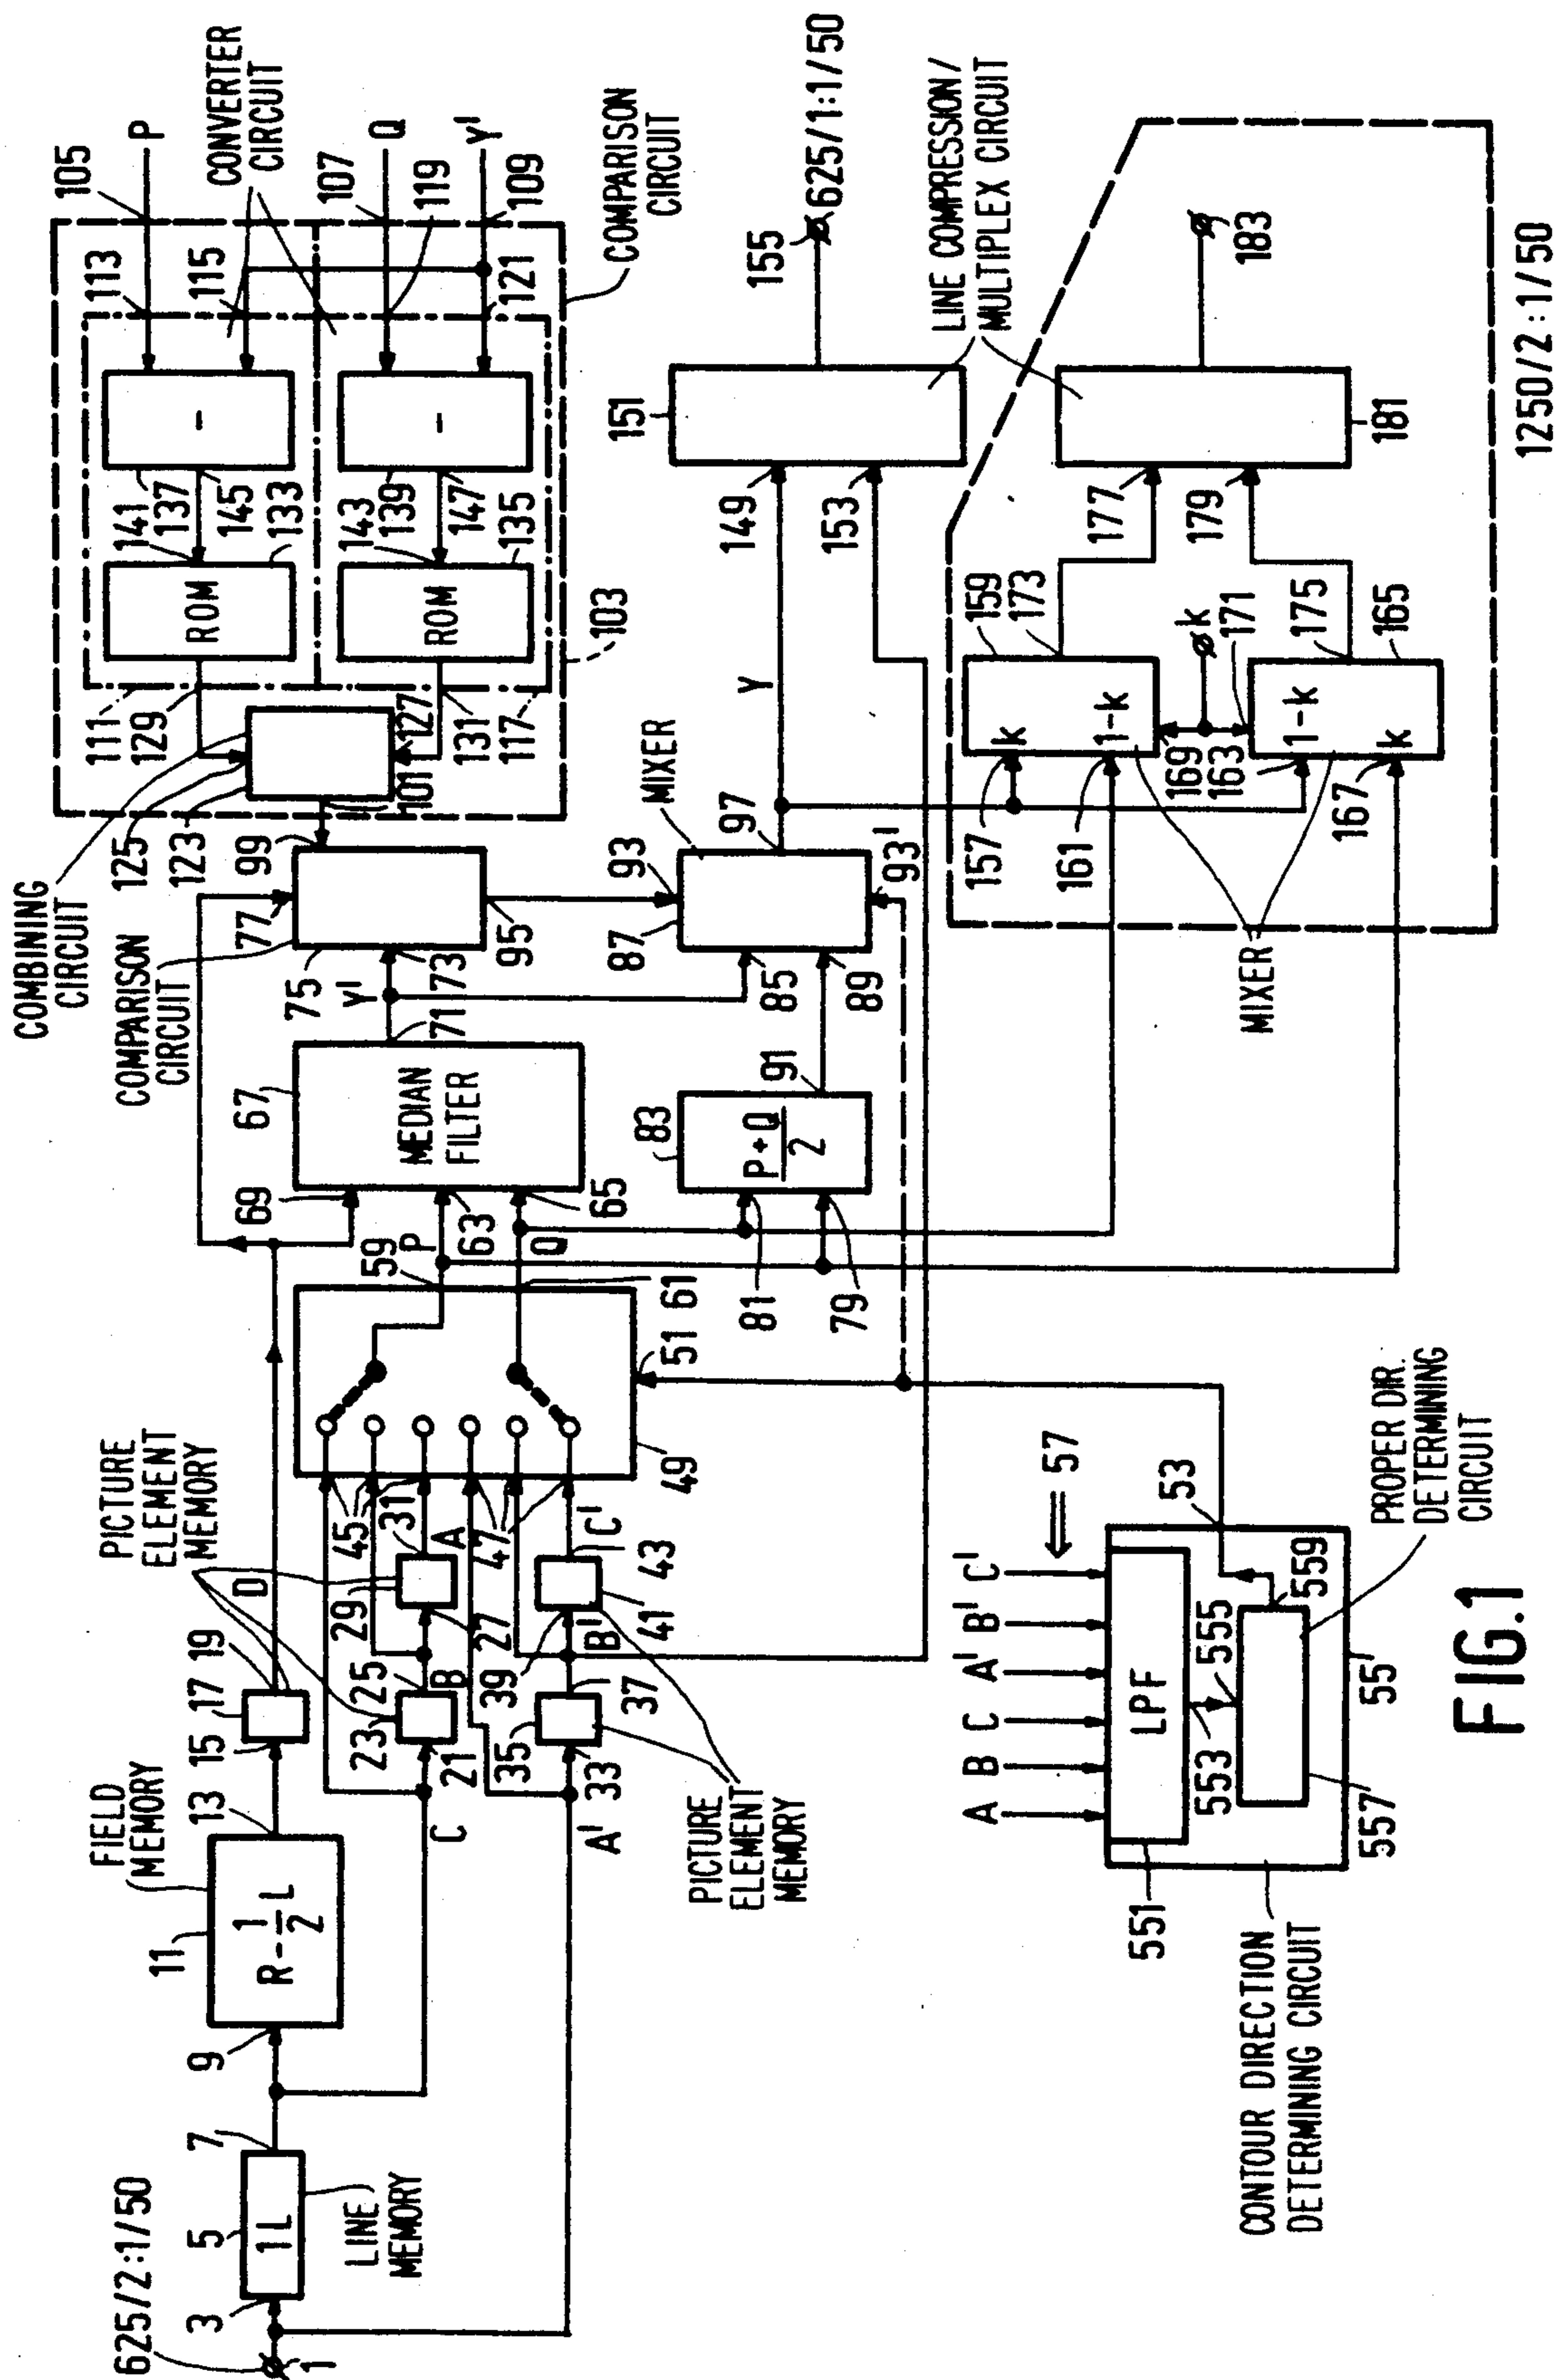 625/2:1/50
1
3
5
1L
7
LINE
MEMORY
9
11
R-1/2 L
FIELD
MEMORY
13
15
17
19
D
PICTURE
ELEMENT
MEMORY
C
21
23
25
B
27
29
31
A
A'
33
35
37
39
B'
41
43
C'
PICTURE
ELEMENT
MEMORY
45
47
49
51
59
P
61
Q
63
65
69
67
MEDIAN
FILTER
71
Y'
73
75
77
COMPARISON
CIRCUIT
95
99
COMBINING
CIRCUIT
101
123
125
127
129
131
111
117
103
ROM
ROM
141
137
145
133
143
139
147
135
-
-
113
115
119
121
105
P
107
Q
109
Y'
CONVERTER
CIRCUIT
COMPARISON
CIRCUIT
81
79
83
P+Q
2
91
85
89
87
93
93'
97
MIXER
Y
149
153
151
155
625/1:1/50
LINE COMPRESSION/
MULTIPLEX CIRCUIT
157
k
161
1-k
159
173
169
163
k
171
1-k
167
k
175
165
MIXER
177
179
181
183
1250/2:1/50
A
B
C
A'
B'
C'
57
LPF
551
553
555
557
559
53
55
CONTOUR DIRECTION
DETERMINING CIRCUIT
PROPER DIR.
DETERMINING
CIRCUIT
FIG.1